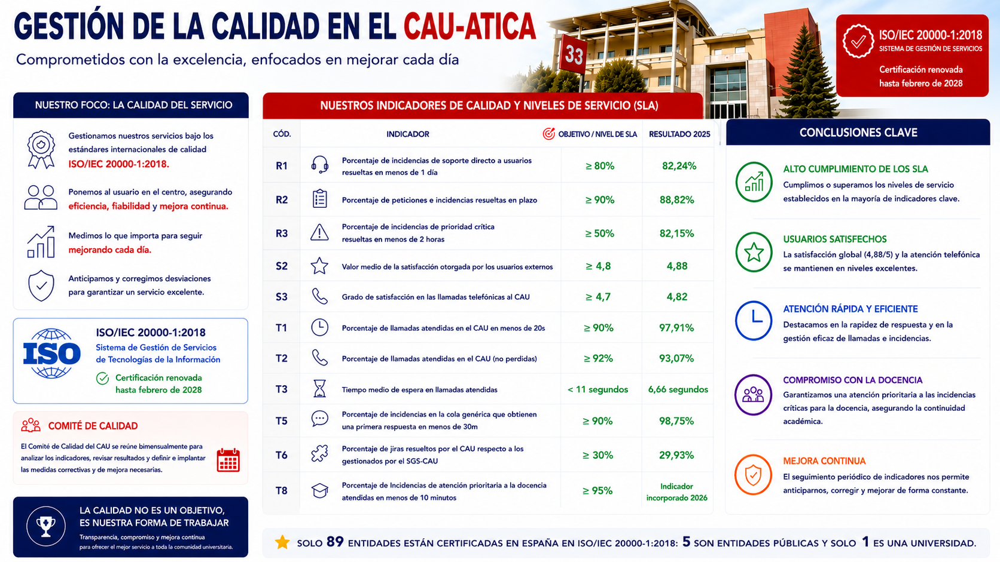 GESTIÓN DE LA CALIDAD EN EL CAU-ATICA
Comprometidos con la excelencia, enfocados en mejorar cada día
33
ISO/IEC 20000-1:2018
SISTEMA DE GESTIÓN DE SERVICIOS
Certificación renovada
hasta febrero de 2028
NUESTRO FOCO: LA CALIDAD DEL SERVICIO
Gestionamos nuestros servicios bajo los
estándares internacionales de calidad
ISO/IEC 20000-1:2018.
Ponemos al usuario en el centro, asegurando
eficiencia, fiabilidad y mejora continua.
Medimos lo que importa para seguir
mejorando cada día.
Anticipamos y corregimos desviaciones
para garantizar un servicio excelente.
ISO
ISO/IEC 20000-1:2018
Sistema de Gestión de Servicios
de Tecnologías de la Información
Certificación renovada
hasta febrero de 2028
COMITÉ DE CALIDAD
El Comité de Calidad del CAU se reúne bimensualmente para
analizar los indicadores, revisar resultados y definir e implantar
las medidas correctivas y de mejora necesarias.
LA CALIDAD NO ES UN OBJETIVO,
ES NUESTRA FORMA DE TRABAJAR
Transparencia, compromiso y mejora continua
para ofrecer el mejor servicio a toda la comunidad universitaria.
NUESTROS INDICADORES DE CALIDAD Y NIVELES DE SERVICIO (SLA)
CÓD. INDICADOR OBJETIVO / NIVEL DE SLA RESULTADO 2025
R1 Porcentaje de incidencias de soporte directo a usuarios
resueltas en menos de 1 día ≥ 80% 82,24%
R2 Porcentaje de peticiones e incidencias resueltas en plazo ≥ 90% 88,82%
R3 Porcentaje de incidencias de prioridad crítica
resueltas en menos de 2 horas ≥ 50% 82,15%
S2 Valor medio de la satisfacción otorgada por los usuarios externos ≥ 4,8 4,88
S3 Grado de satisfacción en las llamadas telefónicas al CAU ≥ 4,7 4,82
T1 Porcentaje de llamadas atendidas en el CAU en menos de 20s ≥ 90% 97,91%
T2 Porcentaje de llamadas atendidas en el CAU (no perdidas) ≥ 92% 93,07%
T3 Tiempo medio de espera en llamadas atendidas < 11 segundos 6,66 segundos
T5 Porcentaje de incidencias en la cola genérica que obtienen
una primera respuesta en menos de 30m ≥ 90% 98,75%
T6 Porcentaje de jiras resueltos por el CAU respecto a los
gestionados por el SGS-CAU ≥ 30% 29,93%
T8 Porcentaje de Incidencias de atención prioritaria a la docencia
atendidas en menos de 10 minutos ≥ 95% Indicador
incorporado 2026
CONCLUSIONES CLAVE
ALTO CUMPLIMIENTO DE LOS SLA
Cumplimos o superamos los niveles de servicio
establecidos en la mayoría de indicadores clave.
USUARIOS SATISFECHOS
La satisfacción global (4,88/5) y la atención telefónica
se mantienen en niveles excelentes.
ATENCIÓN RÁPIDA Y EFICIENTE
Destacamos en la rapidez de respuesta y en la
gestión eficaz de llamadas e incidencias.
COMPROMISO CON LA DOCENCIA
Garantizamos una atención prioritaria a las incidencias
críticas para la docencia, asegurando la continuidad
académica.
MEJORA CONTINUA
El seguimiento periódico de indicadores nos permite
anticiparnos, corregir y mejorar de forma constante.
SOLO 89 ENTIDADES ESTÁN CERTIFICADAS EN ESPAÑA EN ISO/IEC 20000-1:2018: 5 SON ENTIDADES PÚBLICAS Y SOLO 1 ES UNA UNIVERSIDAD.